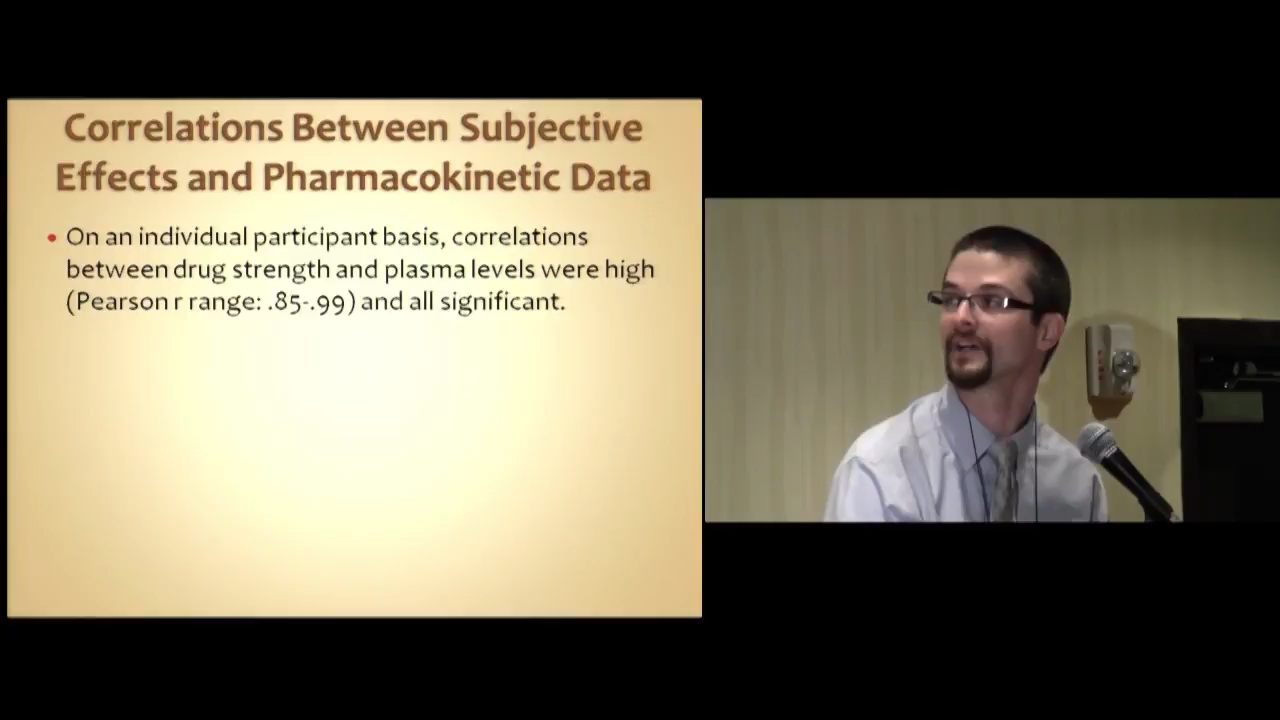 Correlations Between Subjective
Effects and Pharmacokinetic Data
• On an individual participant basis, correlations
between drug strength and plasma levels were high
(Pearson r range: .85-.99) and all significant.